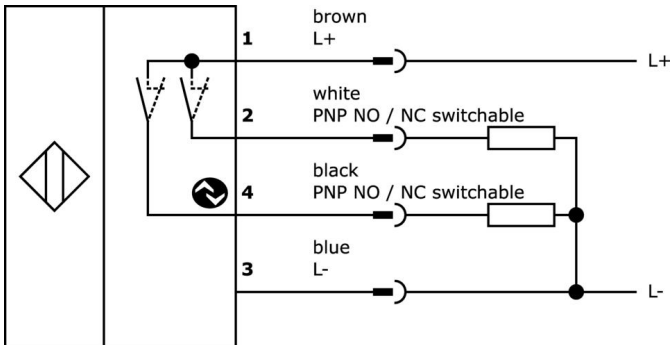 brown
1 L+
L+
white
2 PNP NO / NC switchable
black
4 PNP NO / NC switchable
blue
3 L-
L-